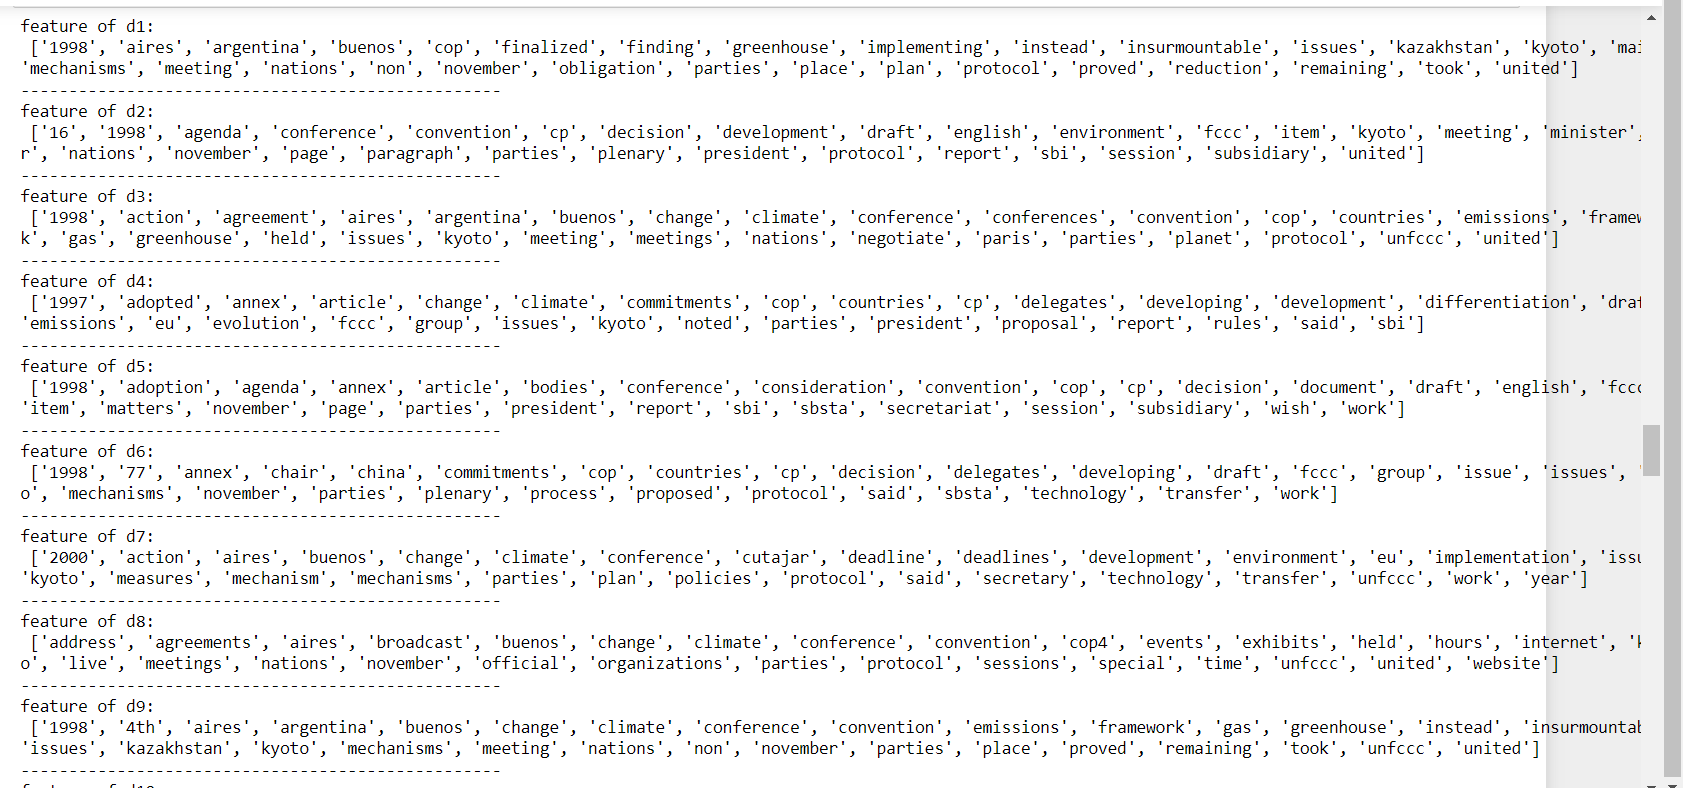 feature of d1:
['1998', 'aires', 'argentina', 'buenos', 'cop', 'finalized', 'finding', 'greenhouse', 'implementing', 'instead', 'insurmountable', 'issues', 'kazakhstan', 'kyoto',
'mechanisms', 'meeting', 'nations', 'non', 'november', 'obligation', 'parties', 'place', 'plan', 'protocol', 'proved', 'reduction', 'remaining', 'took', 'united']
--------------------------------------------------
feature of d2:
['16', '1998', 'agenda', 'conference', 'convention', 'cp', 'decision', 'development', 'draft', 'english', 'environment', 'fccc', 'item', 'kyoto', 'meeting', 'minister',
r', 'nations', 'november', 'page', 'paragraph', 'parties', 'plenary', 'president', 'protocol', 'report', 'sbi', 'session', 'subsidiary', 'united']
--------------------------------------------------
feature of d3:
['1998', 'action', 'agreement', 'aires', 'argentina', 'buenos', 'change', 'climate', 'conference', 'conferences', 'convention', 'cop', 'countries', 'emissions', 'framew
k', 'gas', 'greenhouse', 'held', 'issues', 'kyoto', 'meeting', 'meetings', 'nations', 'negotiate', 'paris', 'parties', 'planet', 'protocol', 'unfccc', 'united']
--------------------------------------------------
feature of d4:
['1997', 'adopted', 'annex', 'article', 'change', 'climate', 'commitments', 'cop', 'countries', 'cp', 'delegates', 'developing', 'development', 'differentiation', 'draf
'emissions', 'eu', 'evolution', 'fccc', 'group', 'issues', 'kyoto', 'noted', 'parties', 'president', 'proposal', 'report', 'rules', 'said', 'sbi']
--------------------------------------------------
feature of d5:
['1998', 'adoption', 'agenda', 'annex', 'article', 'bodies', 'conference', 'consideration', 'convention', 'cop', 'cp', 'decision', 'document', 'draft', 'english', 'fccc
'item', 'matters', 'november', 'page', 'parties', 'president', 'report', 'sbi', 'sbsta', 'secretariat', 'session', 'subsidiary', 'wish', 'work']
--------------------------------------------------
feature of d6:
['1998', '77', 'annex', 'chair', 'china', 'commitments', 'cop', 'countries', 'cp', 'decision', 'delegates', 'developing', 'draft', 'fccc', 'group', 'issue', 'issues', '
o', 'mechanisms', 'november', 'parties', 'plenary', 'process', 'proposed', 'protocol', 'said', 'sbsta', 'technology', 'transfer', 'work']
--------------------------------------------------
feature of d7:
['2000', 'action', 'aires', 'buenos', 'change', 'climate', 'conference', 'cutajar', 'deadline', 'deadlines', 'development', 'environment', 'eu', 'implementation', 'issu
'kyoto', 'measures', 'mechanism', 'mechanisms', 'parties', 'plan', 'policies', 'protocol', 'said', 'secretary', 'technology', 'transfer', 'unfccc', 'work', 'year']
--------------------------------------------------
feature of d8:
['address', 'agreements', 'aires', 'broadcast', 'buenos', 'change', 'climate', 'conference', 'convention', 'cop4', 'events', 'exhibits', 'held', 'hours', 'internet', 'k
o', 'live', 'meetings', 'nations', 'november', 'official', 'organizations', 'parties', 'protocol', 'sessions', 'special', 'time', 'unfccc', 'united', 'website']
--------------------------------------------------
feature of d9:
['1998', '4th', 'aires', 'argentina', 'buenos', 'change', 'climate', 'conference', 'convention', 'emissions', 'framework', 'gas', 'greenhouse', 'instead', 'insurmountab
'issues', 'kazakhstan', 'kyoto', 'mechanisms', 'meeting', 'nations', 'non', 'november', 'parties', 'place', 'proved', 'remaining', 'took', 'unfccc', 'united']
--------------------------------------------------